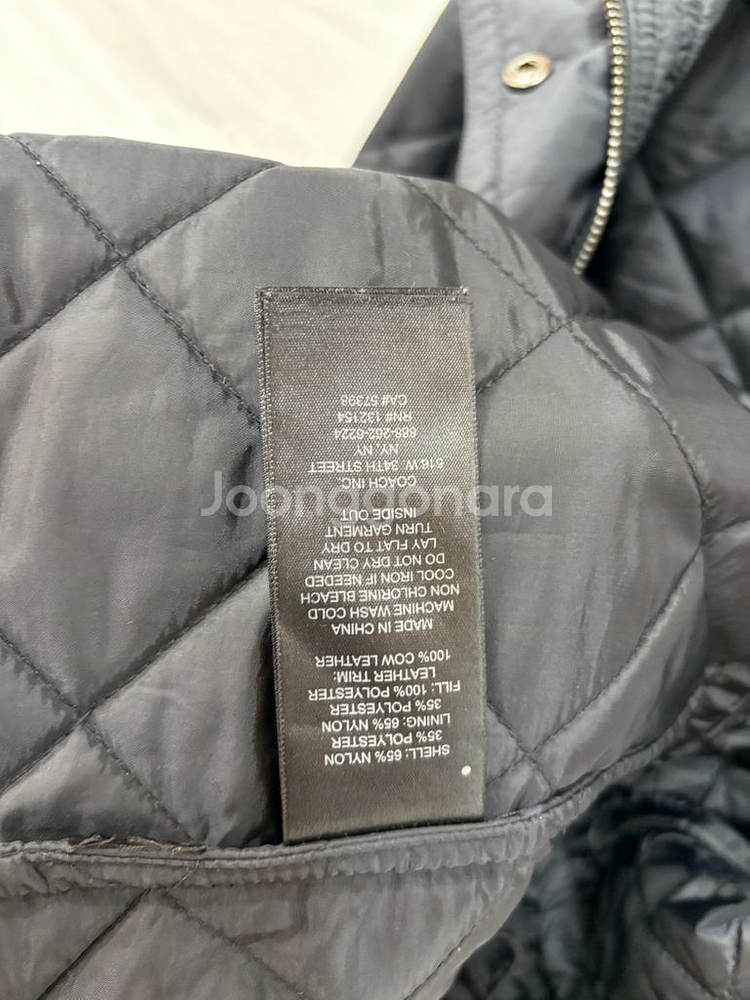 SHELL: 65% NYLON
35% POLYESTER
LINING: 65% NYLON
35% POLYESTER
FILL: 100% POLYESTER
LEATHER TRIM:
100% COW LEATHER
MADE IN CHINA
MACHINE WASH COLD
NON CHLORINE BLEACH
COOL IRON IF NEEDED
DO NOT DRY CLEAN
LAY FLAT TO DRY
TURN GARMENT
INSIDE OUT
COACH INC.
516 W 34TH STREET
NY, NY
888-262-6224
RN# 132154
CA# 57398
Joonggonara